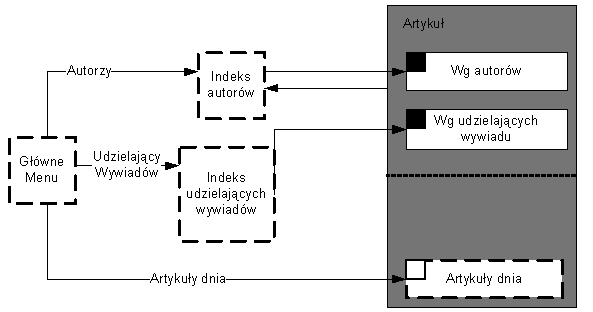 Artykuł
Autorzy
Indeks
autorów
Wg autorów
Wg udzielających
wywiadu
Główne
Menu
Udzielający
Wywiadów
Indeks
udzielających
wywiadów
Artykuły dnia
Artykuły dnia